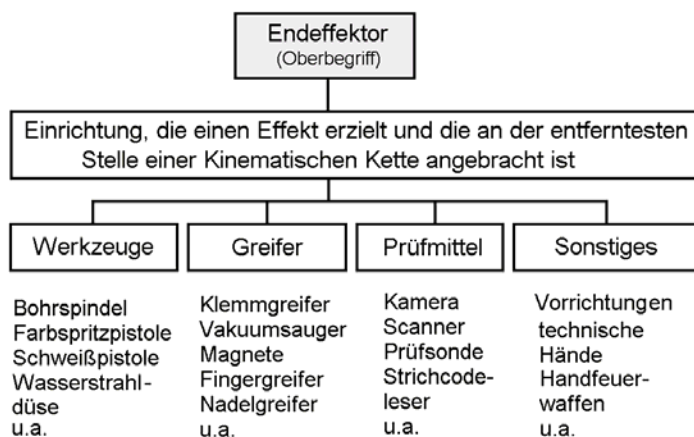 Endeffektor
(Oberbegriff)
Einrichtung, die einen Effekt erzielt und die an der entferntesten
Stelle einer Kinematischen Kette angebracht ist
Werkzeuge
Bohrspindel
Farbspritzpistole
Schweißpistole
Wasserstrahl-
düse
u.a.
Greifer
Klemmgreifer
Vakuumsauger
Magnete
Fingergreifer
Nadelgreifer
u.a.
Prüfmittel
Kamera
Scanner
Prüfsonde
Strichcode-
leser
u.a.
Sonstiges
Vorrichtungen
technische
Hände
Handfeuer-
waffen
u.a.